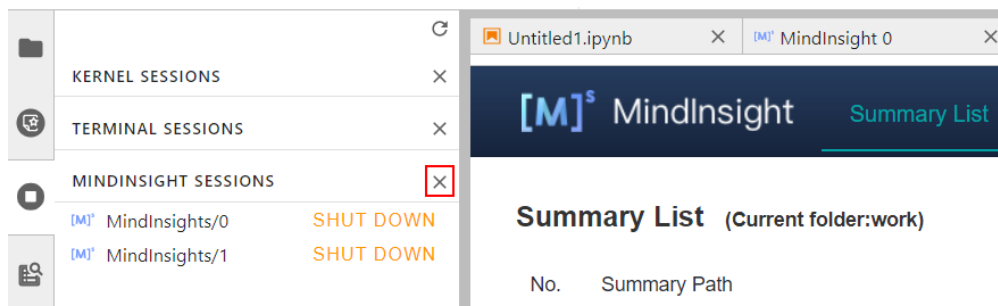 Untitled1.ipynb
[M]s MindInsight 0
KERNEL SESSIONS
TERMINAL SESSIONS
MINDINSIGHT SESSIONS
[M]s MindInsights/0 SHUT DOWN
[M]s MindInsights/1 SHUT DOWN
[M]s MindInsight Summary List
Summary List (Current folder:work)
No. Summary Path